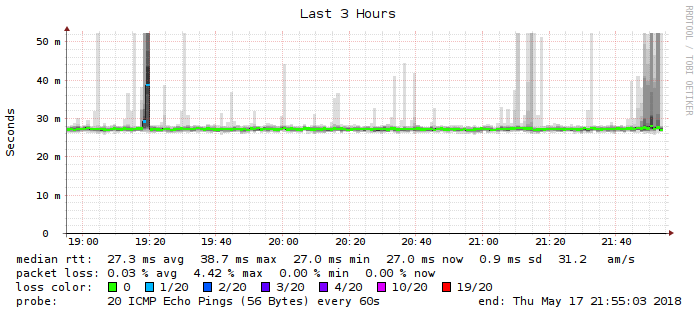 Last 3 Hours
RRDTOOL / TOBI OETIKER
Seconds
50 m
40 m
30 m
20 m
10 m
0
19:00 19:20 19:40 20:00 20:20 20:40 21:00 21:20 21:40
median rtt: 27.3 ms avg 38.7 ms max 27.0 ms min 27.0 ms now 0.9 ms sd 31.2 am/s
packet loss: 0.03 % avg 4.42 % max 0.00 % min 0.00 % now
loss color: 0 1/20 2/20 3/20 4/20 10/20 19/20
probe: 20 ICMP Echo Pings (56 Bytes) every 60s end: Thu May 17 21:55:03 2018